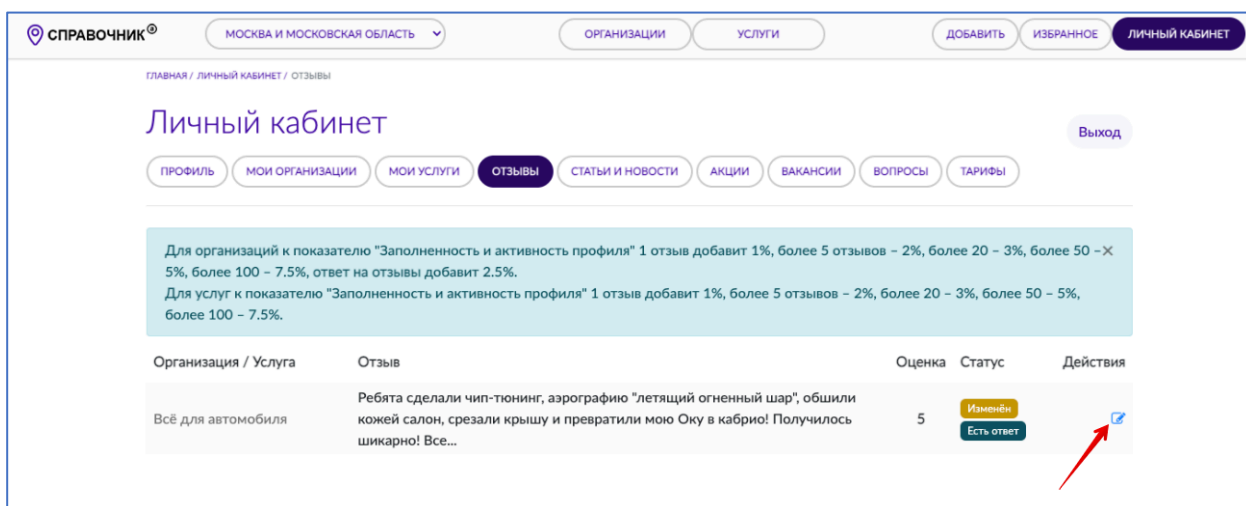 СПРАВОЧНИК®
МОСКВА И МОСКОВСКАЯ ОБЛАСТЬ
ОРГАНИЗАЦИИ
УСЛУГИ
ДОБАВИТЬ
ИЗБРАННОЕ
ЛИЧНЫЙ КАБИНЕТ
ГЛАВНАЯ / ЛИЧНЫЙ КАБИНЕТ / ОТЗЫВЫ
Личный кабинет
Выход
ПРОФИЛЬ
МОИ ОРГАНИЗАЦИИ
МОИ УСЛУГИ
ОТЗЫВЫ
СТАТЬИ И НОВОСТИ
АКЦИИ
ВАКАНСИИ
ВОПРОСЫ
ТАРИФЫ
Для организаций к показателю "Заполненность и активность профиля" 1 отзыв добавит 1%, более 5 отзывов – 2%, более 20 – 3%, более 50 –
5%, более 100 – 7.5%, ответ на отзывы добавит 2.5%.
Для услуг к показателю "Заполненность и активность профиля" 1 отзыв добавит 1%, более 5 отзывов – 2%, более 20 – 3%, более 50 – 5%,
более 100 – 7.5%.
Организация / Услуга
Отзыв
Оценка
Статус
Действия
Всё для автомобиля
Ребята сделали чип-тюнинг, аэрографию "летящий огненный шар", обшили
кожей салон, срезали крышу и превратили мою Оку в кабрио! Получилось
шикарно! Все...
5
Изменён
Есть ответ